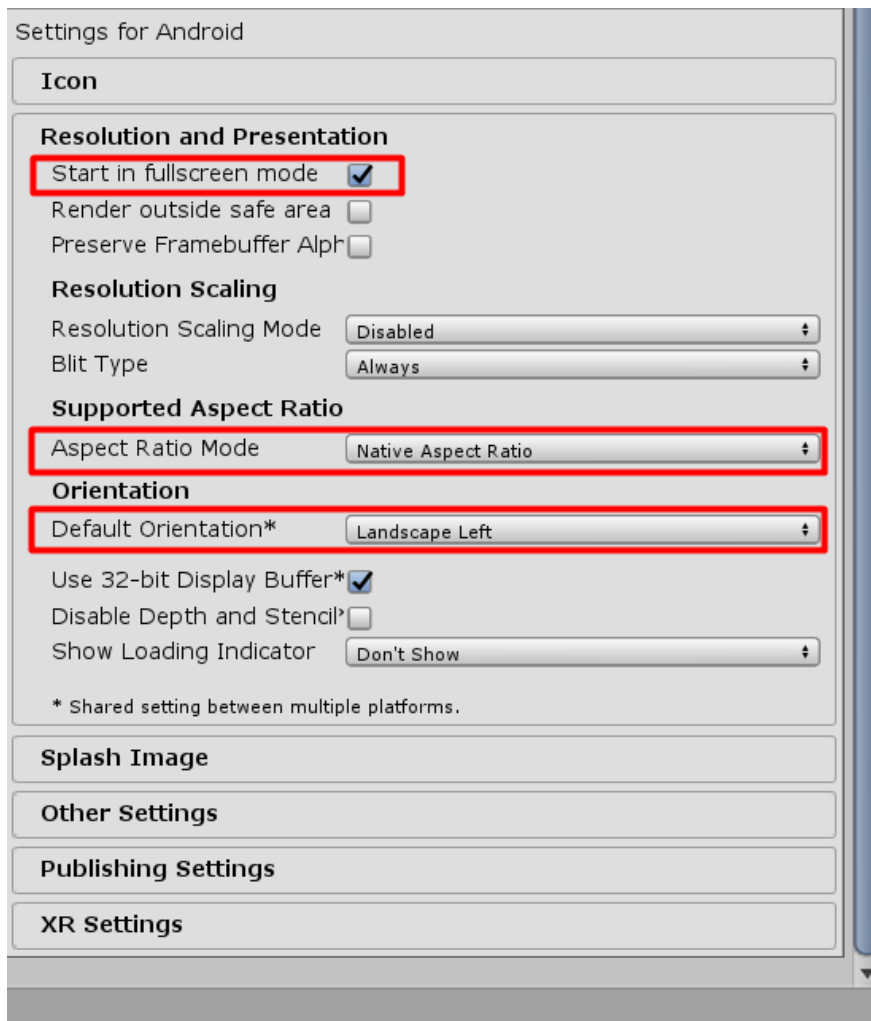 Settings for Android
Icon
Resolution and Presentation
Start in fullscreen mode
Render outside safe area
Preserve Framebuffer Alph
Resolution Scaling
Resolution Scaling Mode Disabled
Blit Type Always
Supported Aspect Ratio
Aspect Ratio Mode Native Aspect Ratio
Orientation
Default Orientation* Landscape Left
Use 32-bit Display Buffer*
Disable Depth and Stencil*
Show Loading Indicator Don't Show
* Shared setting between multiple platforms.
Splash Image
Other Settings
Publishing Settings
XR Settings